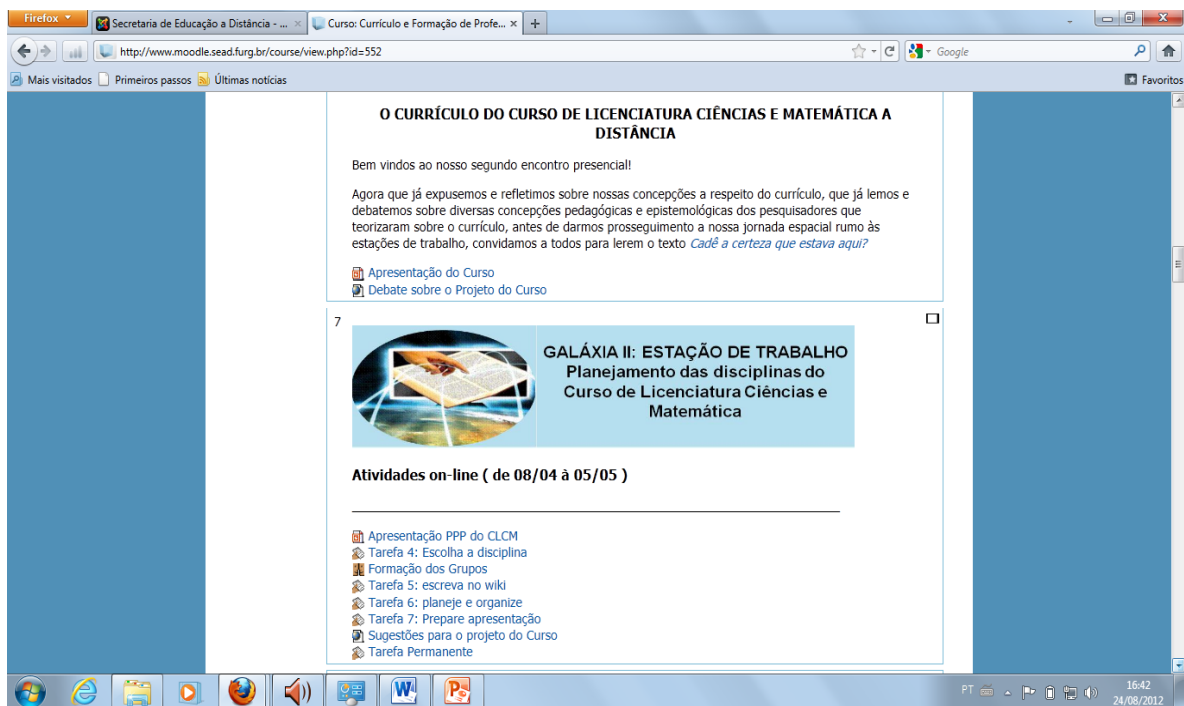 Firefox
Secretaria de Educação a Distância - ...
Curso: Currículo e Formação de Profe...
http://www.moodle.sead.furg.br/course/view.php?id=552
Google
Mais visitados
Primeiros passos
Últimas notícias
Favoritos
O CURRÍCULO DO CURSO DE LICENCIATURA CIÊNCIAS E MATEMÁTICA A
DISTÂNCIA
Bem vindos ao nosso segundo encontro presencial!
Agora que já expusemos e refletimos sobre nossas concepções a respeito do currículo, que já lemos e
debatemos sobre diversas concepções pedagógicas e epistemológicas dos pesquisadores que
teorizaram sobre o currículo, antes de darmos prosseguimento a nossa jornada espacial rumo às
estações de trabalho, convidamos a todos para lerem o texto Cadê a certeza que estava aqui?
Apresentação do Curso
Debate sobre o Projeto do Curso
7
GALÁXIA II: ESTAÇÃO DE TRABALHO
Planejamento das disciplinas do
Curso de Licenciatura Ciências e
Matemática
Atividades on-line ( de 08/04 à 05/05 )
Apresentação PPP do CLCM
Tarefa 4: Escolha a disciplina
Formação dos Grupos
Tarefa 5: escreva no wiki
Tarefa 6: planeje e organize
Tarefa 7: Prepare apresentação
Sugestões para o projeto do Curso
Tarefa Permanente
PT
16:42
24/08/2012